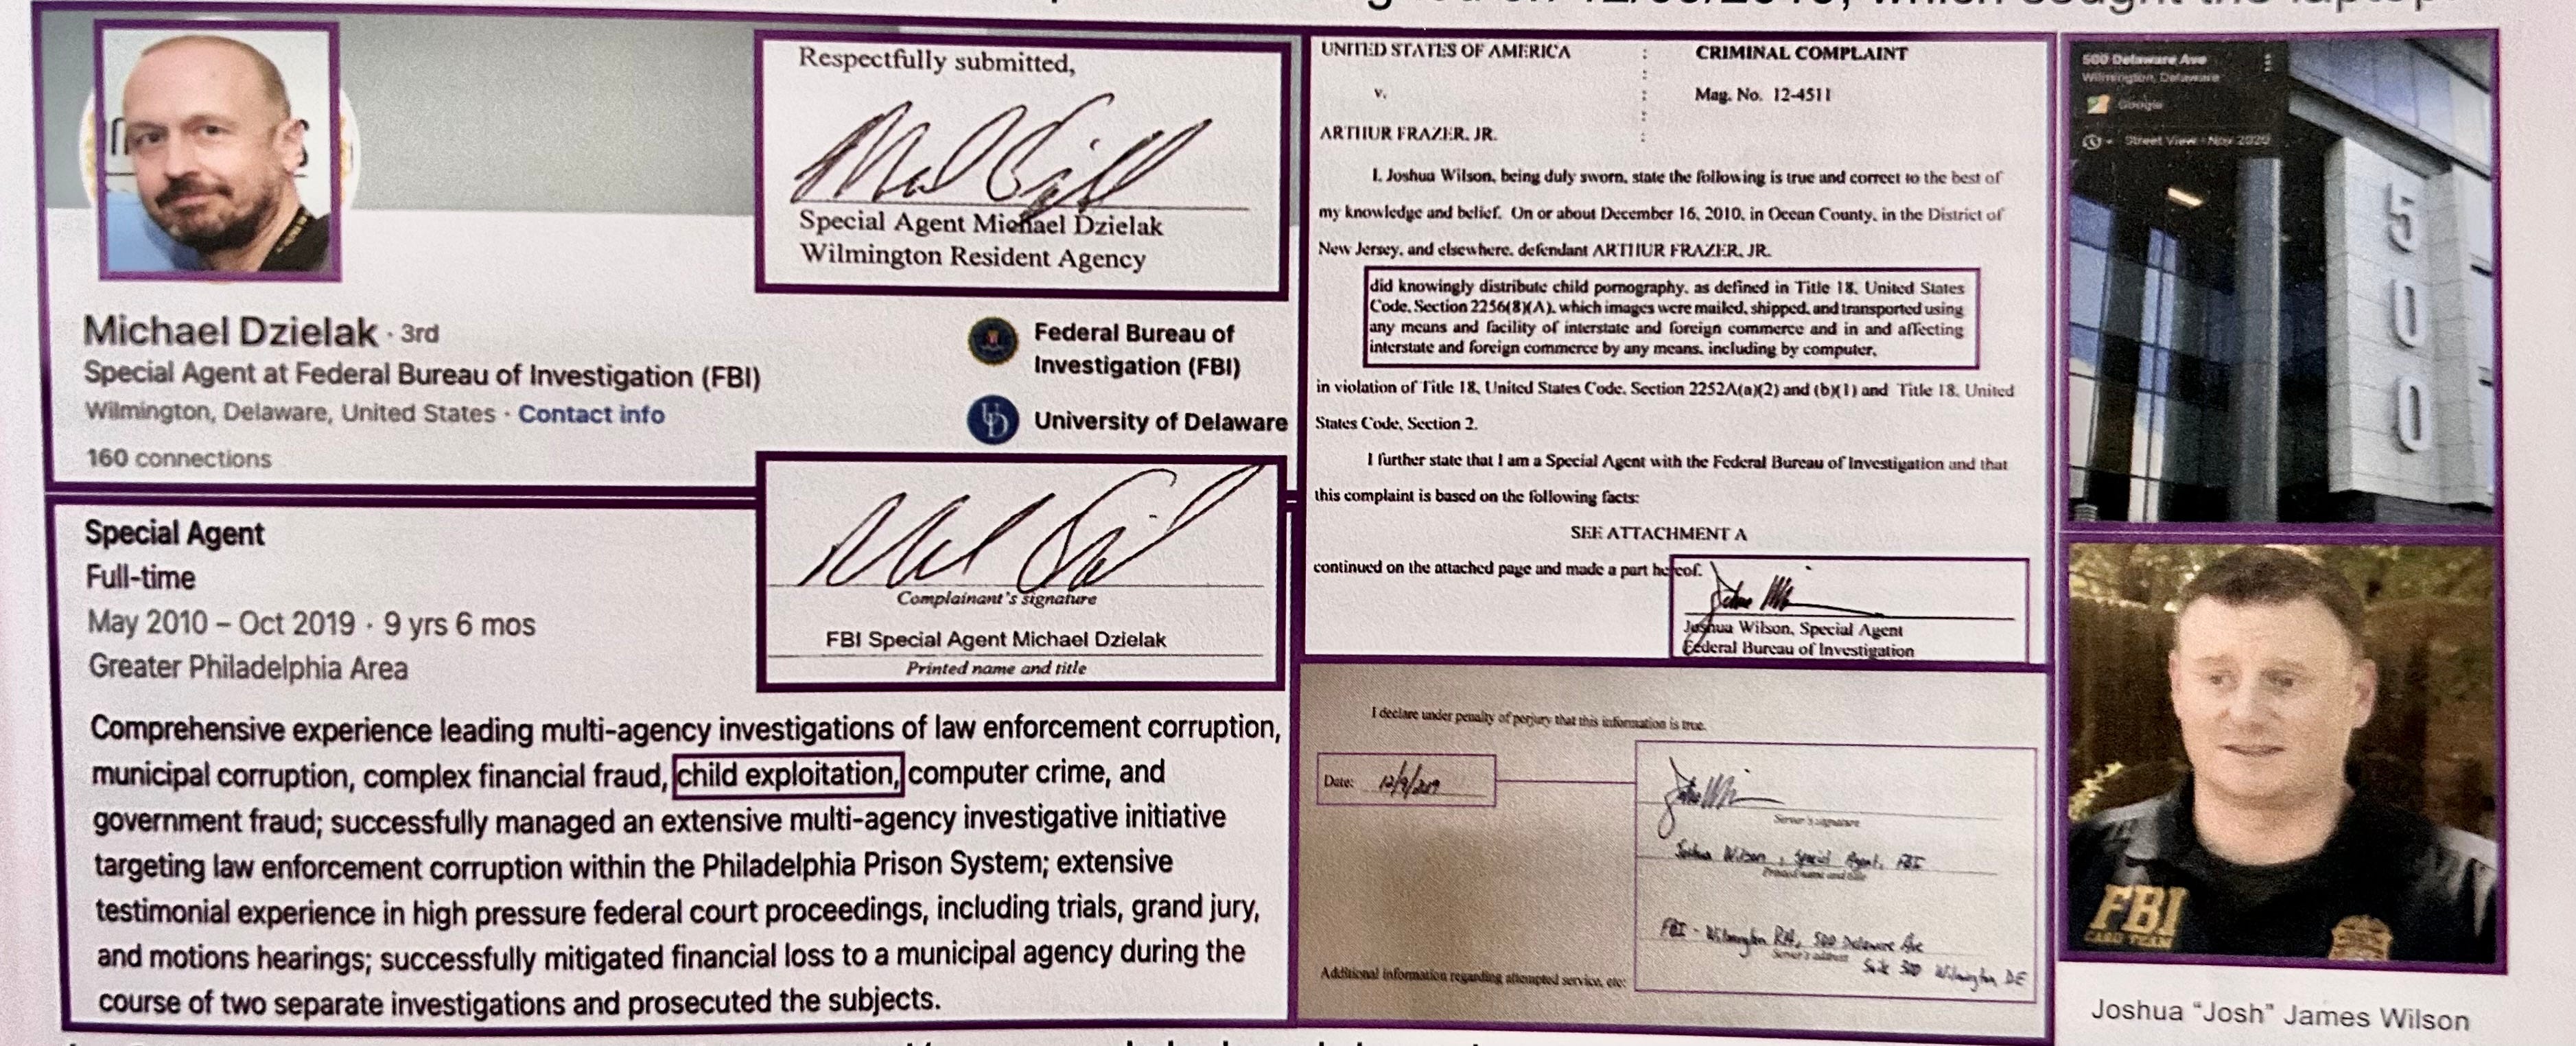 12/09/2019, which sought the laptop
Respectfully submitted,
Special Agent Michael Dzielak
Wilmington Resident Agency
Michael Dzielak · 3rd
Special Agent at Federal Bureau of Investigation (FBI)
Wilmington, Delaware, United States · Contact info
160 connections
Federal Bureau of
Investigation (FBI)
University of Delaware
Special Agent
Full-time
May 2010 – Oct 2019 · 9 yrs 6 mos
Greater Philadelphia Area
Complainant's signature
FBI Special Agent Michael Dzielak
Printed name and title
Comprehensive experience leading multi-agency investigations of law enforcement corruption,
municipal corruption, complex financial fraud, child exploitation, computer crime, and
government fraud; successfully managed an extensive multi-agency investigative initiative
targeting law enforcement corruption within the Philadelphia Prison System; extensive
testimonial experience in high pressure federal court proceedings, including trials, grand jury,
and motions hearings; successfully mitigated financial loss to a municipal agency during the
course of two separate investigations and prosecuted the subjects.
UNITED STATES OF AMERICA : CRIMINAL COMPLAINT
v. : Mag. No. 12-4511
ARTHUR FRAZER, JR. :
I, Joshua Wilson, being duly sworn, state the following is true and correct to the best of
my knowledge and belief. On or about December 16, 2010, in Ocean County, in the District of
New Jersey, and elsewhere, defendant ARTHUR FRAZER, JR.
did knowingly distribute child pornography, as defined in Title 18, United States
Code, Section 2256(8)(A), which images were mailed, shipped, and transported using
any means and facility of interstate and foreign commerce and in and affecting
interstate and foreign commerce by any means, including by computer,
in violation of Title 18, United States Code, Section 2252A(a)(2) and (b)(1) and Title 18, United
States Code, Section 2.
I further state that I am a Special Agent with the Federal Bureau of Investigation and that
this complaint is based on the following facts:
SEE ATTACHMENT A
continued on the attached page and made a part hereof.
Joshua Wilson, Special Agent
Federal Bureau of Investigation
I declare under penalty of perjury that this information is true.
Date: 12/9/2019
Server's signature
Joshua Wilson, Special Agent, FBI
Printed name and title
FBI - Wilmington RA, 500 Delaware Ave
Server's address
Suite 300 Wilmington, DE
Additional information regarding attempted service, etc:
500 Delaware Ave
Wilmington, Delaware
Google
Street View - Nov 2020
500
FBI
Joshua "Josh" James Wilson